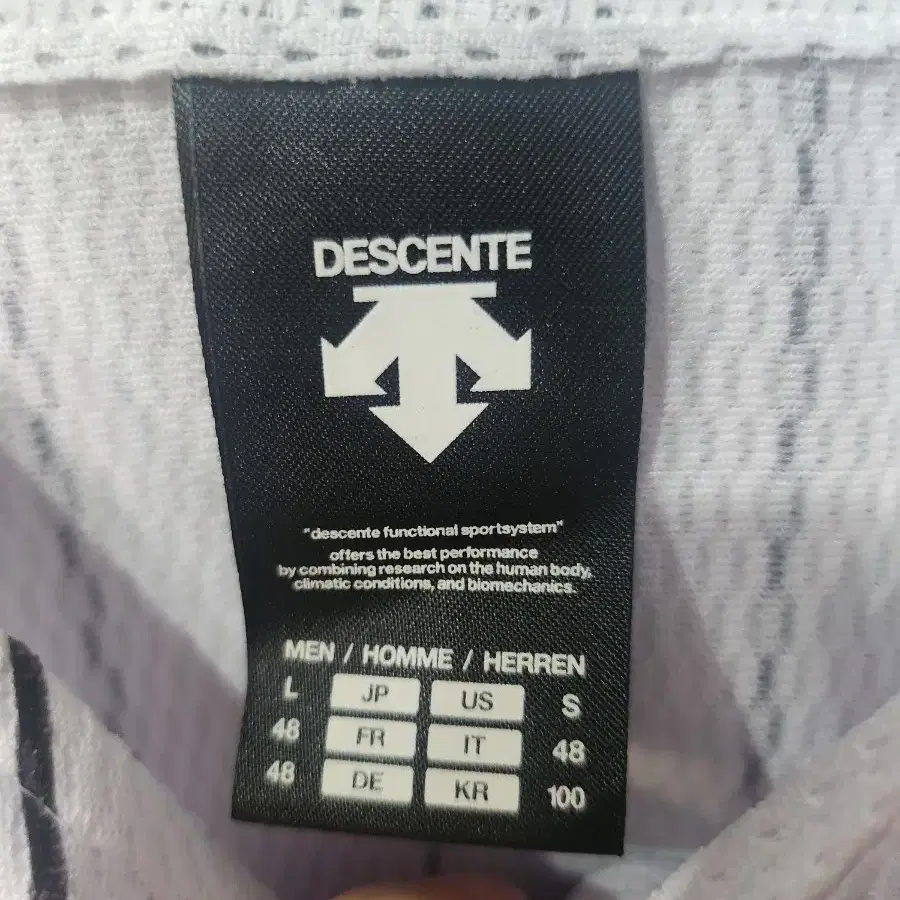 DESCENTE
"descente functional sportsystem"
offers the best performance
by combining research on the human body,
climatic conditions, and biomechanics.
MEN / HOMME / HERREN
L JP US S
48 FR IT 48
48 DE KR 100